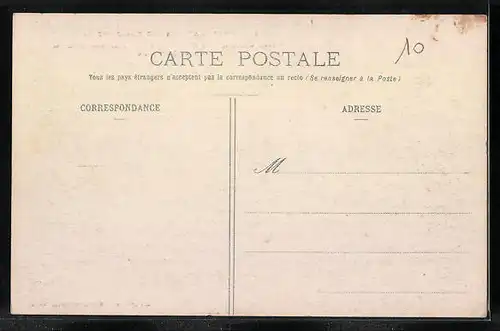 CARTE POSTALE
10
Tous les pays étrangers n'acceptent pas la correspondance au recto (Se renseigner à la Poste)
CORRESPONDANCE
ADRESSE
M